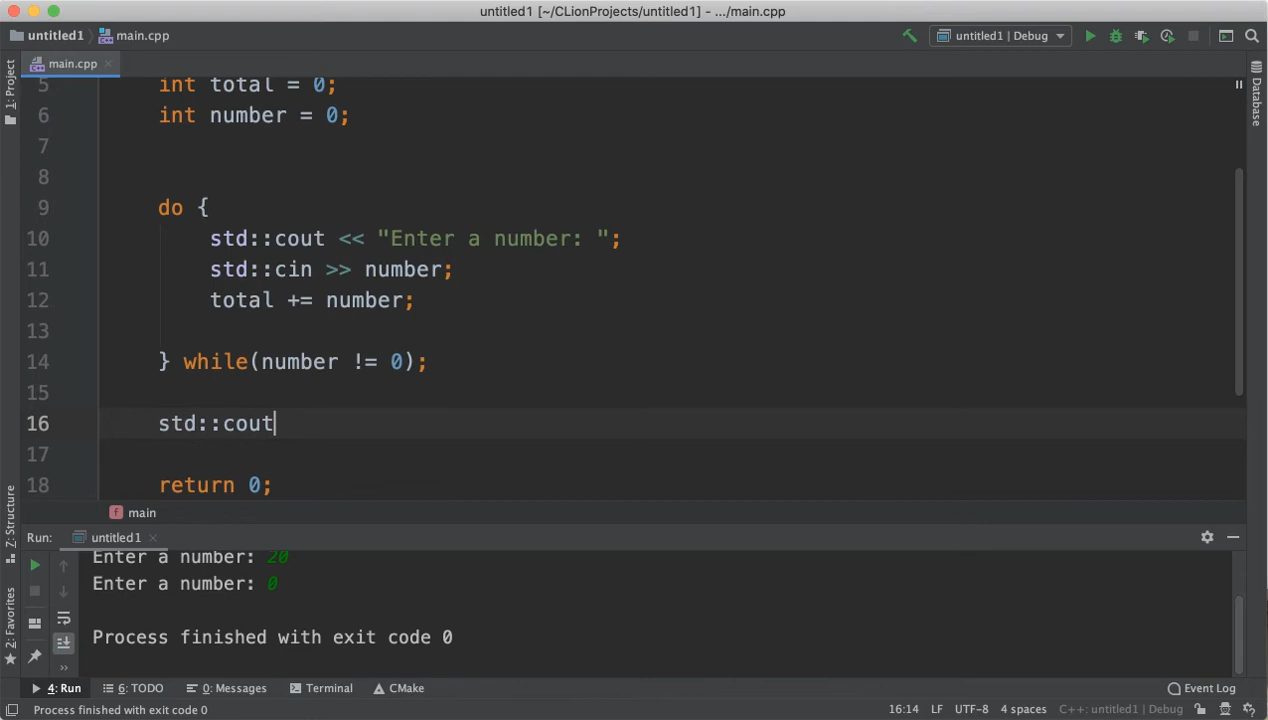 untitled1 [~/CLionProjects/untitled1] - .../main.cpp
untitled1 main.cpp untitled1 | Debug
1: Project
main.cpp
Database
5 int total = 0;
6 int number = 0;
7
8
9 do {
10 std::cout << "Enter a number: ";
11 std::cin >> number;
12 total += number;
13
14 } while(number != 0);
15
16 std::cout
17
18 return 0;
Z: Structure
2: Favorites
f main
Run: untitled1
Enter a number: 20
Enter a number: 0
Process finished with exit code 0
>>
4: Run 6: TODO 0: Messages Terminal CMake Event Log
Process finished with exit code 0 16:14 LF UTF-8 4 spaces C++: untitled1 | Debug